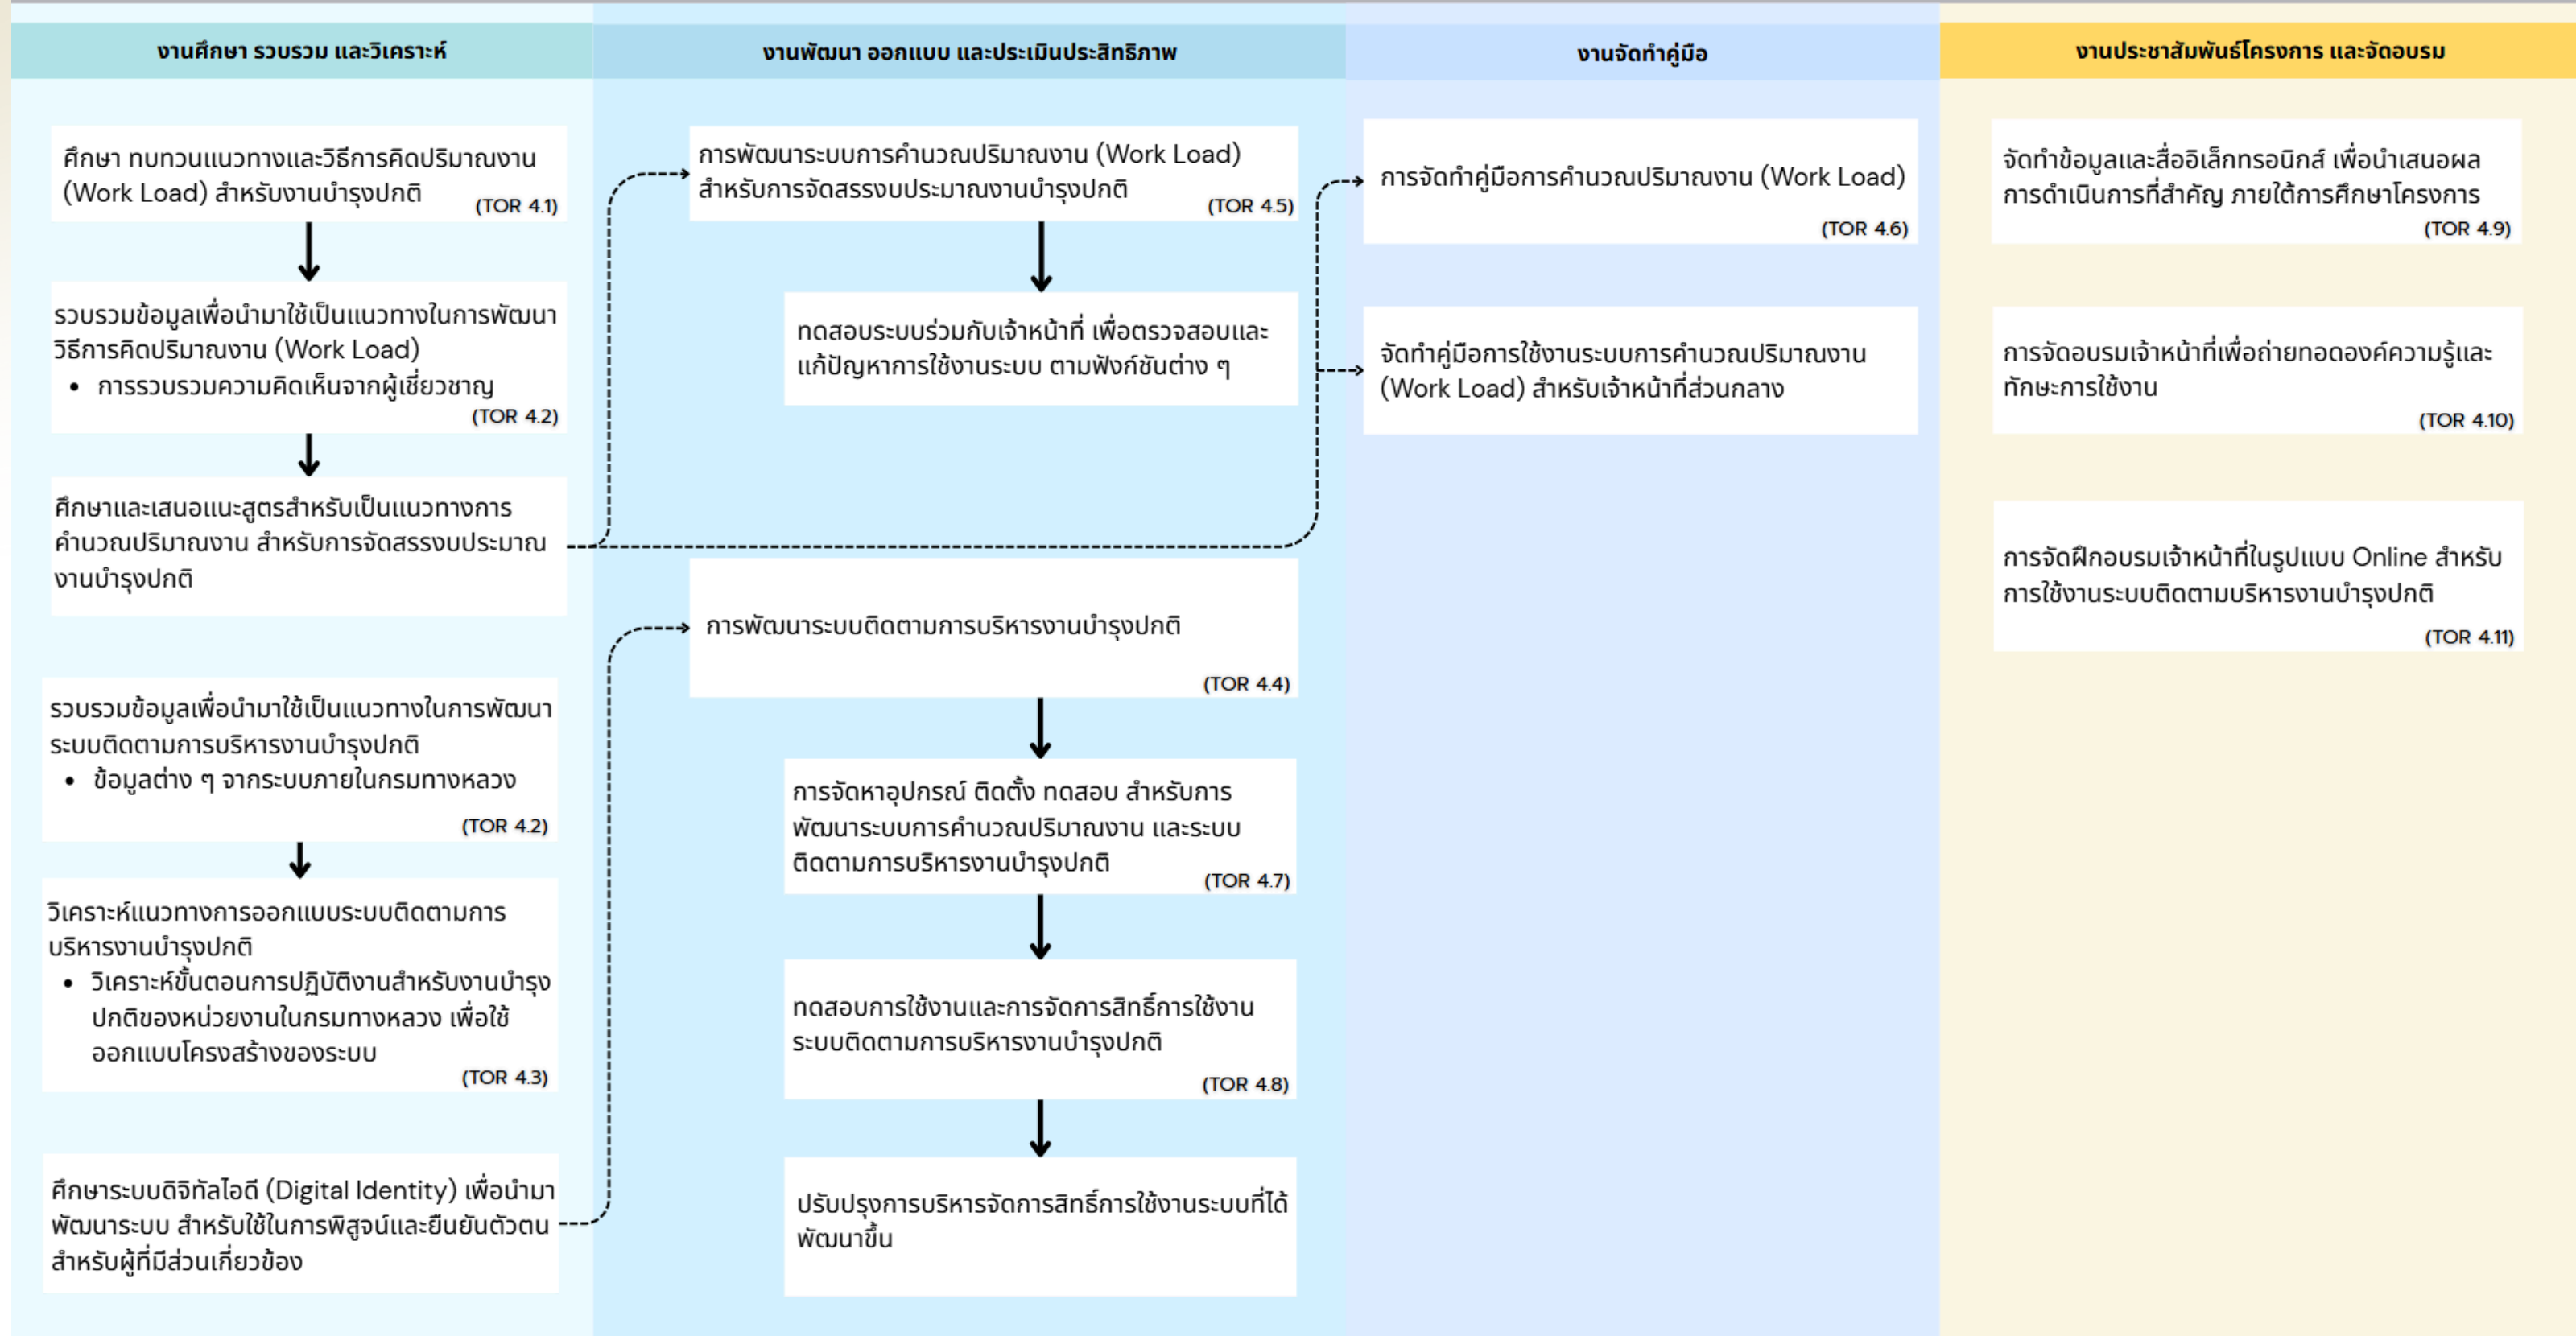 งานศึกษา รวบรวม และวิเคราะห์
ศึกษา ทบทวนแนวทางและวิธีการคิดปริมาณงาน
(Work Load) สำหรับงานบำรุงปกติ
(TOR 4.1)
รวบรวมข้อมูลเพื่อนำมาใช้เป็นแนวทางในการพัฒนา
วิธีการคิดปริมาณงาน (Work Load)
• การรวบรวมความคิดเห็นจากผู้เชี่ยวชาญ
(TOR 4.2)
ศึกษาและเสนอแนะสูตรสำหรับเป็นแนวทางการ
คำนวณปริมาณงาน สำหรับการจัดสรรงบประมาณ
งานบำรุงปกติ
รวบรวมข้อมูลเพื่อนำมาใช้เป็นแนวทางในการพัฒนา
ระบบติดตามการบริหารงานบำรุงปกติ
• ข้อมูลต่าง ๆ จากระบบภายในกรมทางหลวง
(TOR 4.2)
วิเคราะห์แนวทางการออกแบบระบบติดตามการ
บริหารงานบำรุงปกติ
• วิเคราะห์ขั้นตอนการปฏิบัติงานสำหรับงานบำรุง
ปกติของหน่วยงานในกรมทางหลวง เพื่อใช้
ออกแบบโครงสร้างของระบบ
(TOR 4.3)
ศึกษาระบบดิจิทัลไอดี (Digital Identity) เพื่อนำมา
พัฒนาระบบ สำหรับใช้ในการพิสูจน์และยืนยันตัวตน
สำหรับผู้ที่มีส่วนเกี่ยวข้อง
งานพัฒนา ออกแบบ และประเมินประสิทธิภาพ
การพัฒนาระบบการคำนวณปริมาณงาน (Work Load)
สำหรับการจัดสรรงบประมาณงานบำรุงปกติ
(TOR 4.5)
ทดสอบระบบร่วมกับเจ้าหน้าที่ เพื่อตรวจสอบและ
แก้ปัญหาการใช้งานระบบ ตามฟังก์ชันต่าง ๆ
การพัฒนาระบบติดตามการบริหารงานบำรุงปกติ
(TOR 4.4)
การจัดหาอุปกรณ์ ติดตั้ง ทดสอบ สำหรับการ
พัฒนาระบบการคำนวณปริมาณงาน และระบบ
ติดตามการบริหารงานบำรุงปกติ
(TOR 4.7)
ทดสอบการใช้งานและการจัดการสิทธิ์การใช้งาน
ระบบติดตามการบริหารงานบำรุงปกติ
(TOR 4.8)
ปรับปรุงการบริหารจัดการสิทธิ์การใช้งานระบบที่ได้
พัฒนาขึ้น
งานจัดทำคู่มือ
การจัดทำคู่มือการคำนวณปริมาณงาน (Work Load)
(TOR 4.6)
จัดทำคู่มือการใช้งานระบบการคำนวณปริมาณงาน
(Work Load) สำหรับเจ้าหน้าที่ส่วนกลาง
งานประชาสัมพันธ์โครงการ และจัดอบรม
จัดทำข้อมูลและสื่ออิเล็กทรอนิกส์ เพื่อนำเสนอผล
การดำเนินการที่สำคัญ ภายใต้การศึกษาโครงการ
(TOR 4.9)
การจัดอบรมเจ้าหน้าที่เพื่อถ่ายทอดองค์ความรู้และ
ทักษะการใช้งาน
(TOR 4.10)
การจัดฝึกอบรมเจ้าหน้าที่ในรูปแบบ Online สำหรับ
การใช้งานระบบติดตามบริหารงานบำรุงปกติ
(TOR 4.11)